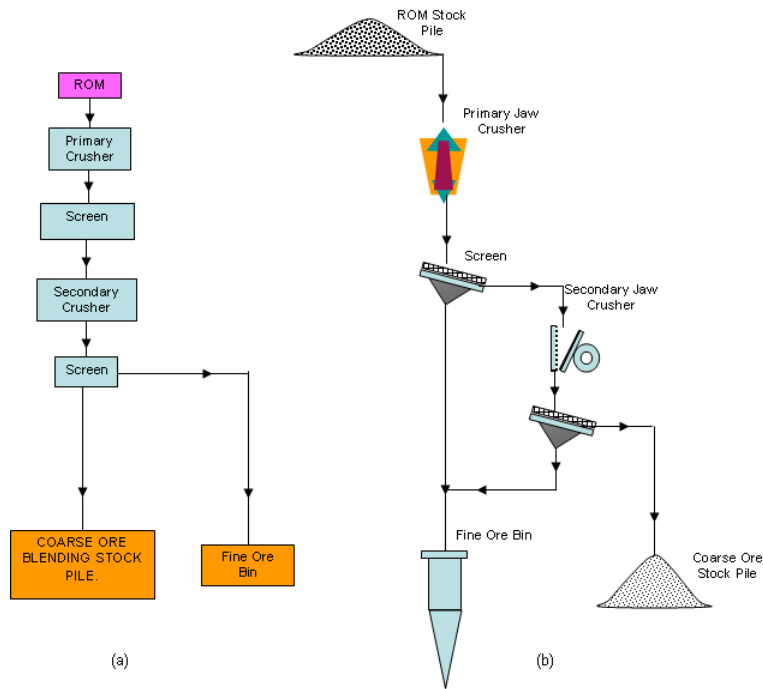 ROM
Primary
Crusher
Screen
Secondary
Crusher
Screen
COARSE ORE
BLENDING STOCK
PILE.
Fine Ore
Bin
(a)
ROM Stock
Pile
Primary Jaw
Crusher
Screen
Secondary Jaw
Crusher
Fine Ore Bin
Coarse Ore
Stock Pile
(b)